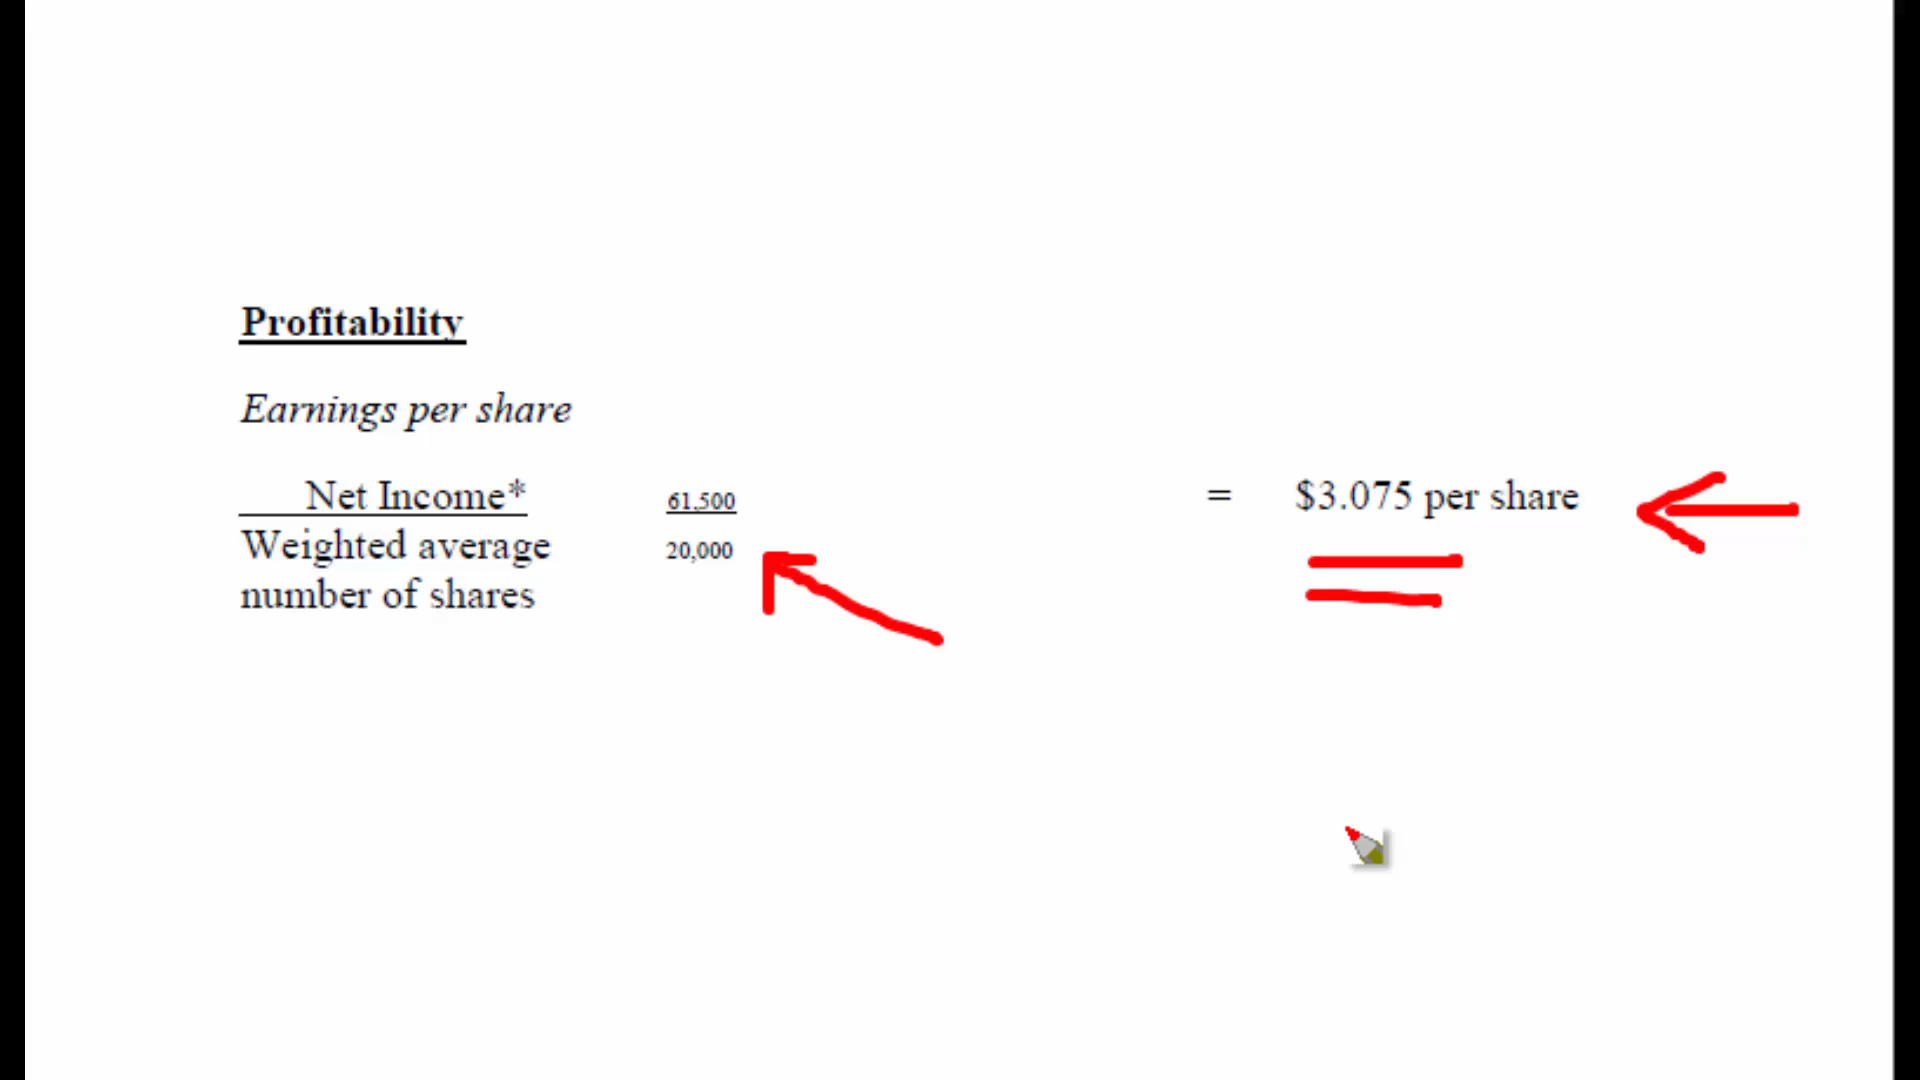 Profitability
Earnings per share
Net Income* 61,500 = $3.075 per share
Weighted average 20,000
number of shares